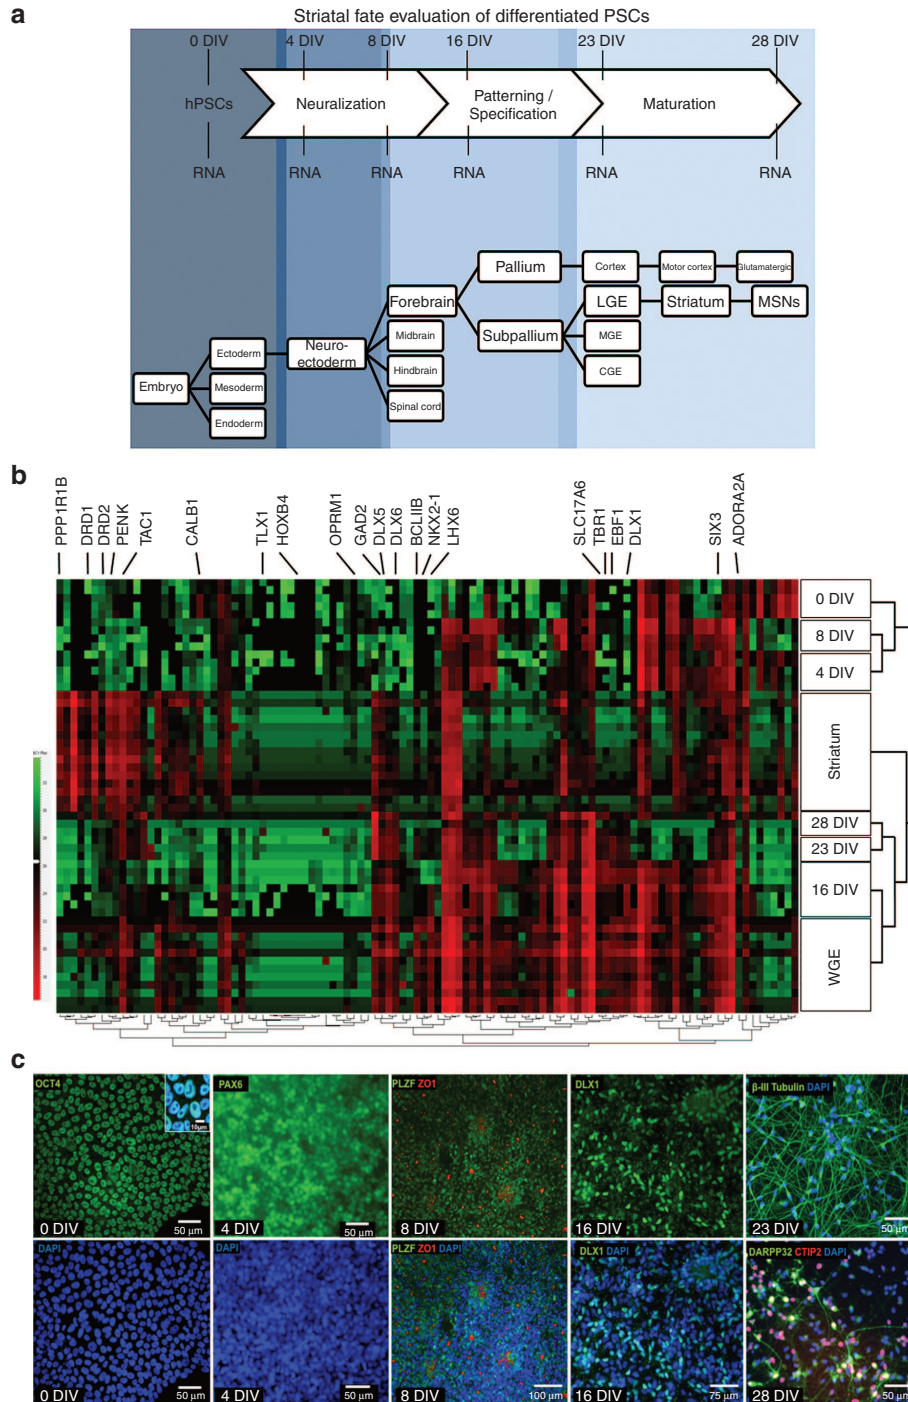 a
Striatal fate evaluation of differentiated PSCs
0 DIV 4 DIV 8 DIV 16 DIV 23 DIV 28 DIV
hPSCs
Neuralization
Patterning /
Specification
Maturation
RNA RNA RNA RNA RNA RNA
Pallium Cortex Motor cortex Glutamatergic
Forebrain LGE Striatum MSNs
Midbrain Subpallium MGE
Ectoderm Neuro-
ectoderm
Hindbrain CGE
Embryo Mesoderm
Spinal cord
Endoderm
b
PPP1R1B
DRD1
DRD2
PENK
TAC1
CALB1
TLX1
HOXB4
OPRM1
GAD2
DLX5
DLX6
BCLIIB
NKX2-1
LHX6
SLC17A6
TBR1
EBF1
DLX1
SIX3
ADORA2A
0 DIV
8 DIV
4 DIV
Striatum
28 DIV
23 DIV
16 DIV
WGE
c
OCT4
10µm
0 DIV
50 µm
PAX6
4 DIV
50 µm
PLZF ZO1
8 DIV
DLX1
16 DIV
β-III Tubulin DAPI
23 DIV
50 µm
DAPI
0 DIV
50 µm
DAPI
4 DIV
50 µm
PLZF ZO1 DAPI
8 DIV
100 µm
DLX1 DAPI
16 DIV
75 µm
DARPP32 CTIP2 DAPI
28 DIV
50 µm